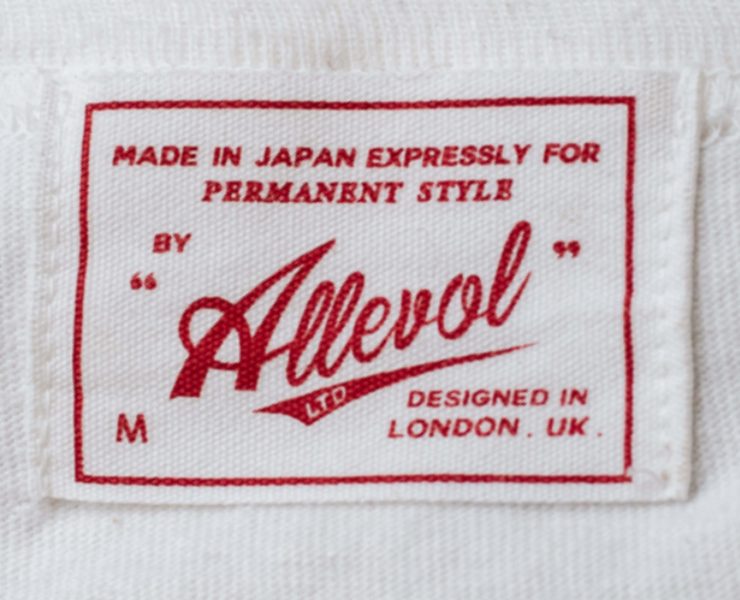 MADE IN JAPAN EXPRESSLY FOR
PERMANENT STYLE
BY
“ Allevol ”
LTD
DESIGNED IN
M
LONDON . UK .